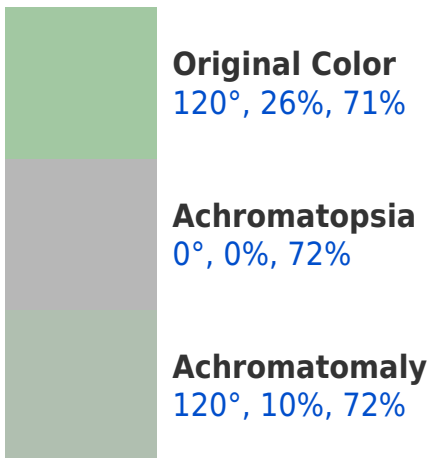 Original Color
120°, 26%, 71%
Achromatopsia
0°, 0%, 72%
Achromatomaly
120°, 10%, 72%